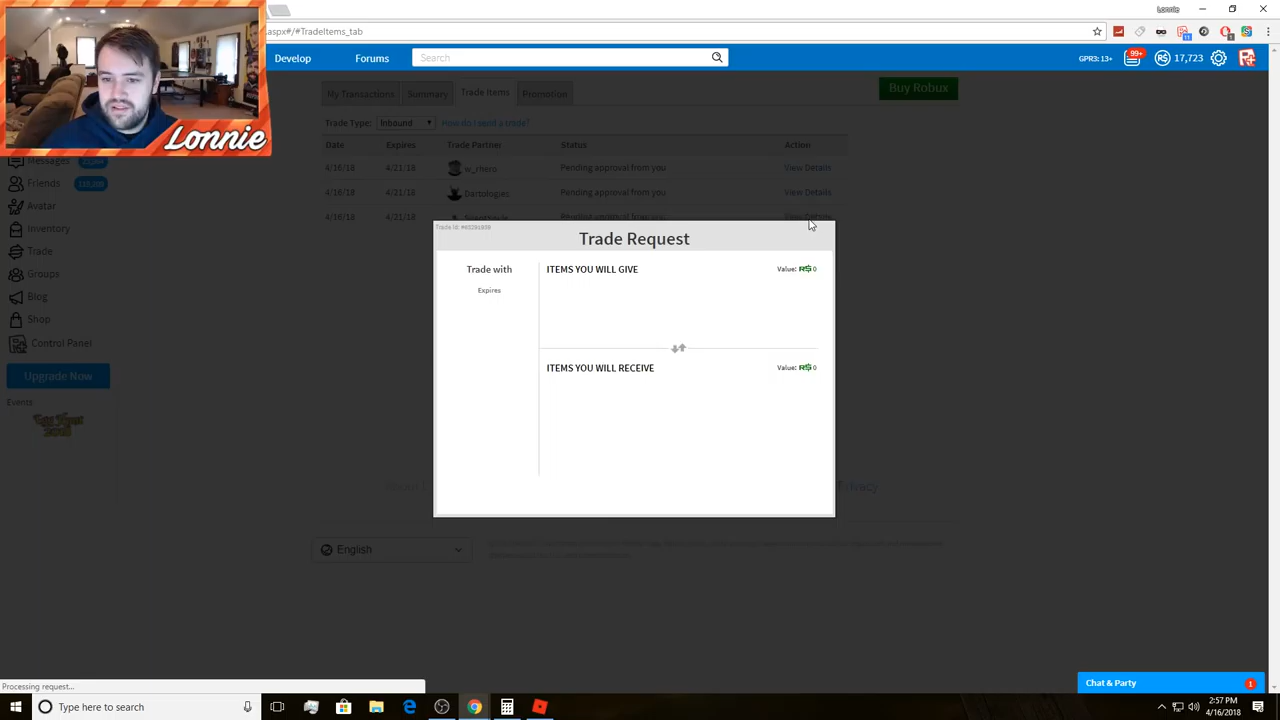 Lonnie
.aspx#/#TradeItems_tab
Develop
Forums
Search
GPR3: 13+
99+
R$ 17,723
Lonnie
My Transactions
Summary
Trade Items
Promotion
Buy Robux
Trade Type:
Inbound
How do I send a trade?
Date
Expires
Trade Partner
Status
Action
4/16/18
4/21/18
w_rhero
Pending approval from you
View Details
4/16/18
4/21/18
Pending approval from you
View Details
4/16/18
4/21/18
Messages
Friends
Avatar
Inventory
Trade
Groups
Blog
Shop
Control Panel
Upgrade Now
Events
Trade Request
Trade with
Expires
ITEMS YOU WILL GIVE
Value: R$ 0
ITEMS YOU WILL RECEIVE
Value: R$ 0
English
Processing request...
Chat & Party
1
Type here to search
2:57 PM
4/16/2018